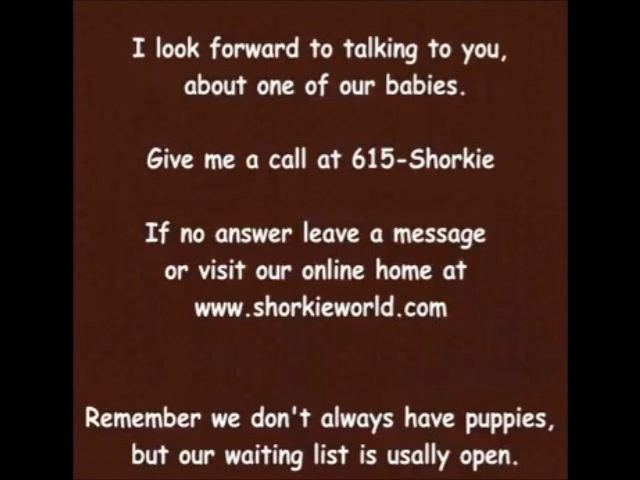 I look forward to talking to you,
about one of our babies.
Give me a call at 615-Shorkie
If no answer leave a message
or visit our online home at
www.shorkieworld.com
Remember we don't always have puppies,
but our waiting list is usally open.